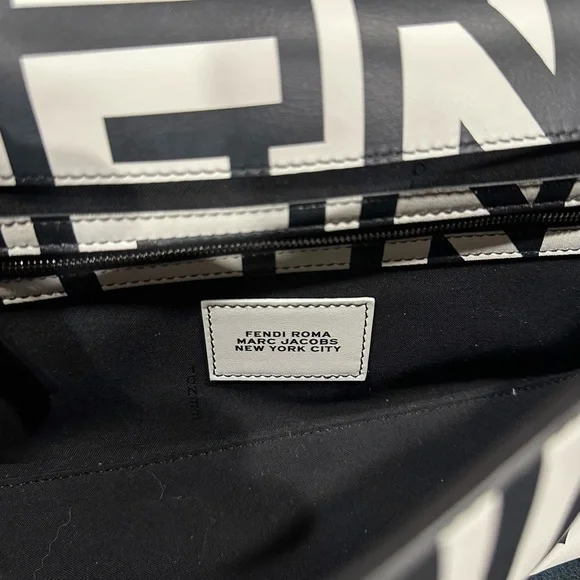 FENDI ROMA
MARC JACOBS
NEW YORK CITY